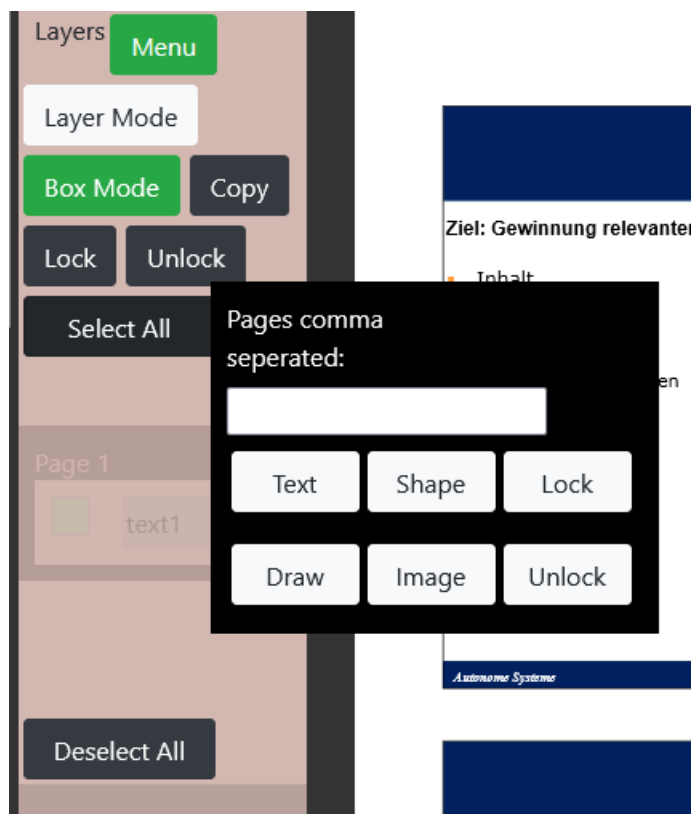 Layers Menu
Layer Mode
Box Mode Copy
Lock Unlock
Select All
Pages comma
seperated:
Text Shape Lock
Draw Image Unlock
Page 1
text1
Deselect All
Ziel: Gewinnung relevanter
Inhalt
en
Autonome Systeme